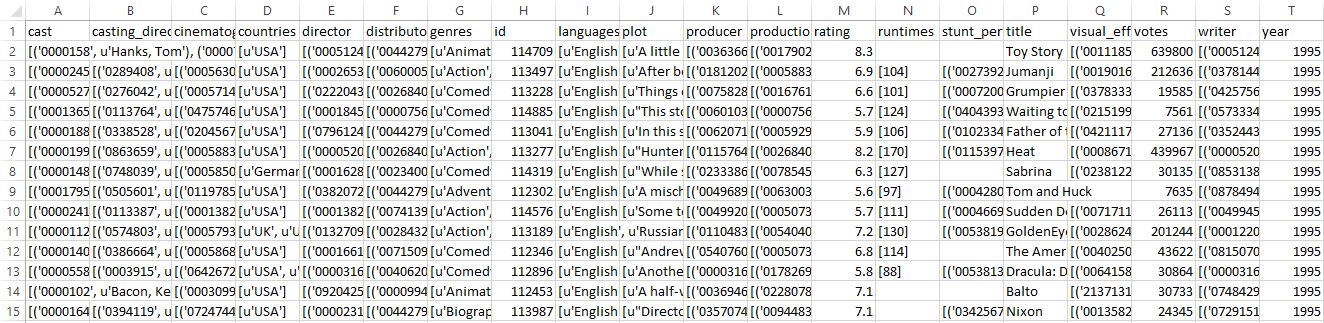 A B C D E F G H I J K L M N O P Q R S T
1 cast casting_direc cinematog countries director distributo genres id languages plot producer productio rating runtimes stunt_per title visual_eff votes writer year
2 [('0000158', u'Hanks, Tom'), ('0000 [u'USA'] [('0005124 [('0044279 [u'Animat 114709 [u'English [u'A little [('0036366 [('0017902 8.3 Toy Story [('0011185 639800 [('0005124 1995
3 [('0000245 [('0289408', u [('0005630 [u'USA'] [('0002653 [('0060005 [u'Action', 113497 [u'English [u'After be [('0181202 [('0005883 6.9 [104] [('0027392 Jumanji [('0019016 212636 [('0378144 1995
4 [('0000527 [('0276042', u [('0005714 [u'USA'] [('0222043 [('0026840 [u'Comed 113228 [u'English [u'Things [('0075828 [('0016761 6.6 [101] [('0007200 Grumpier [('0378333 19585 [('0425756 1995
5 [('0001365 [('0113764', u [('0475746 [u'USA'] [('0001845 [('0000756 [u'Comed 114885 [u'English [u"This sto [('0060103 [('0000756 5.7 [124] [('0404393 Waiting to [('0215199 7561 [('0573334 1995
6 [('0000188 [('0338528', u [('0204567 [u'USA'] [('0796124 [('0044279 [u'Comed 113041 [u'English [u"In this s [('0062071 [('0005929 5.9 [106] [('0102334 Father of t [('0421117 27136 [('0352443 1995
7 [('0000199 [('0863659', u [('0005883 [u'USA'] [('0000520 [('0026840 [u'Action', 113277 [u'English [u"Hunter [('0115764 [('0026840 8.2 [170] [('0115397 Heat [('0008671 439967 [('0000520 1995
8 [('0000148 [('0748039', u [('0005850 [u'German [('0001628 [('0023400 [u'Comed 114319 [u'English [u"While s [('0233386 [('0078545 6.3 [127] Sabrina [('0238122 30135 [('0853138 1995
9 [('0001795 [('0505601', u [('0119785 [u'USA'] [('0382072 [('0044279 [u'Advent 112302 [u'English [u"A misch [('0049689 [('0063003 5.6 [97] [('0004280 Tom and Huck 7635 [('0878494 1995
10 [('0000241 [('0113387', u [('0001382 [u'USA'] [('0001382 [('0074139 [u'Action', 114576 [u'English [u"Some te [('0049920 [('0005073 5.7 [111] [('0004669 Sudden De [('0071711 26113 [('0049945 1995
11 [('0000112 [('0574803', u [('0005793 [u'UK', u'U [('0132709 [('0028432 [u'Action', 113189 [u'English', u'Russian [('0110483 [('0054040 7.2 [130] [('0053819 GoldenEye [('0028624 201244 [('0001220 1995
12 [('0000140 [('0386664', u [('0005868 [u'USA'] [('0001661 [('0071509 [u'Comed 112346 [u'English [u"Andrew [('0540760 [('0005073 6.8 [114] The Amer [('0040250 43622 [('0815070 1995
13 [('0000558 [('0003915', u [('0642672 [u'USA', u' [('0000316 [('0040620 [u'Comed 112896 [u'English [u'Anothe [('0000316 [('0178269 5.8 [88] [('0053813 Dracula: D [('0064158 30864 [('0000316 1995
14 [('0000102', u'Bacon, Ke [('0003099 [u'USA'] [('0920425 [('0000994 [u'Animat 112453 [u'English [u'A half-v [('0036946 [('0228078 7.1 Balto [('2137131 30733 [('0748429 1995
15 [('0000164 [('0394119', u [('0724744 [u'USA'] [('0000231 [('0044279 [u'Biograp 113987 [u'English [u"Directo [('0357074 [('0094483 7.1 [('0342567 Nixon [('0013582 24345 [('0729151 1995